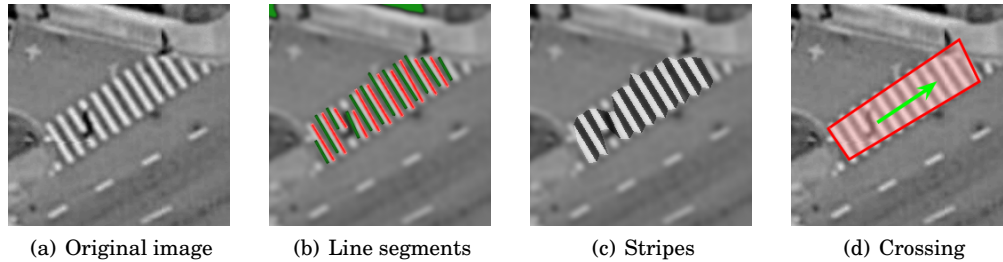 (a) Original image
(b) Line segments
(c) Stripes
(d) Crossing